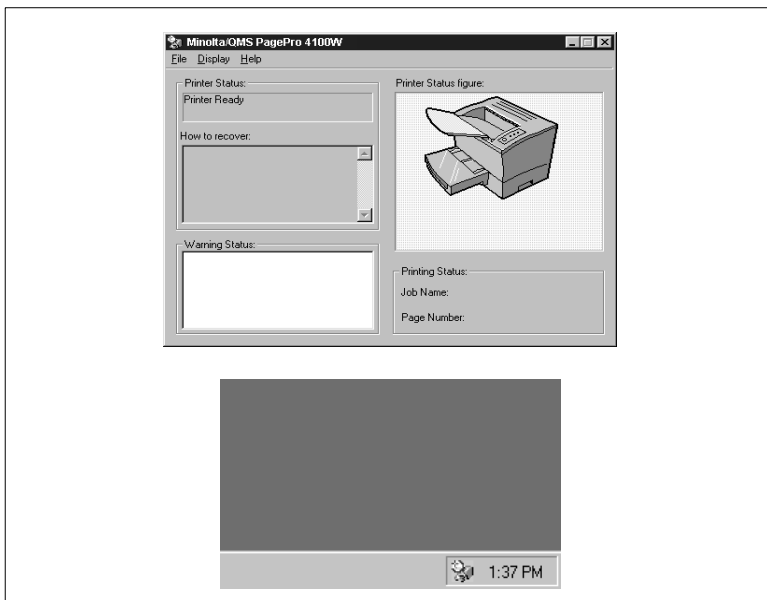 Minolta/QMS PagePro 4100W
File Display Help
Printer Status:
Printer Ready
How to recover:
Warning Status:
Printer Status figure:
Printing Status:
Job Name:
Page Number:
1:37 PM